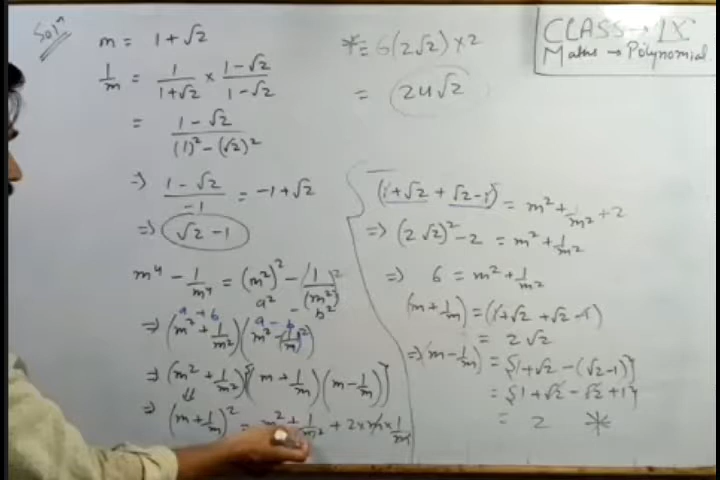 Solⁿ
m = 1 + √2
1/m = 1/(1+√2) × (1-√2)/(1-√2)
= (1-√2)/((1)² - (√2)²)
⇒ (1-√2)/-1 = -1 + √2
⇒ √2 - 1
m⁴ - 1/m⁴ = (m²)² - (1/(m²))²
a² - b²
a + b a - b
⇒ (m² + 1/m²)(m² - (1/m)²)
⇒ (m² + 1/m²){(m + 1/m)(m - 1/m)}
⇓
⇒ (m + 1/m)² = m² + 1/m² + 2×m×1/m
* = 6(2√2)×2
= 24√2
(1+√2 + √2-1)² = m² + 1/m² + 2
⇒ (2√2)² - 2 = m² + 1/m²
⇒ 6 = m² + 1/m²
(m + 1/m) = (1+√2 + √2-1)
= 2√2
⇒ (m - 1/m) = {1+√2 - (√2-1)}
= {1+√2 - √2 + 1}
= 2 *
CLASS → IX
Maths → Polynomial